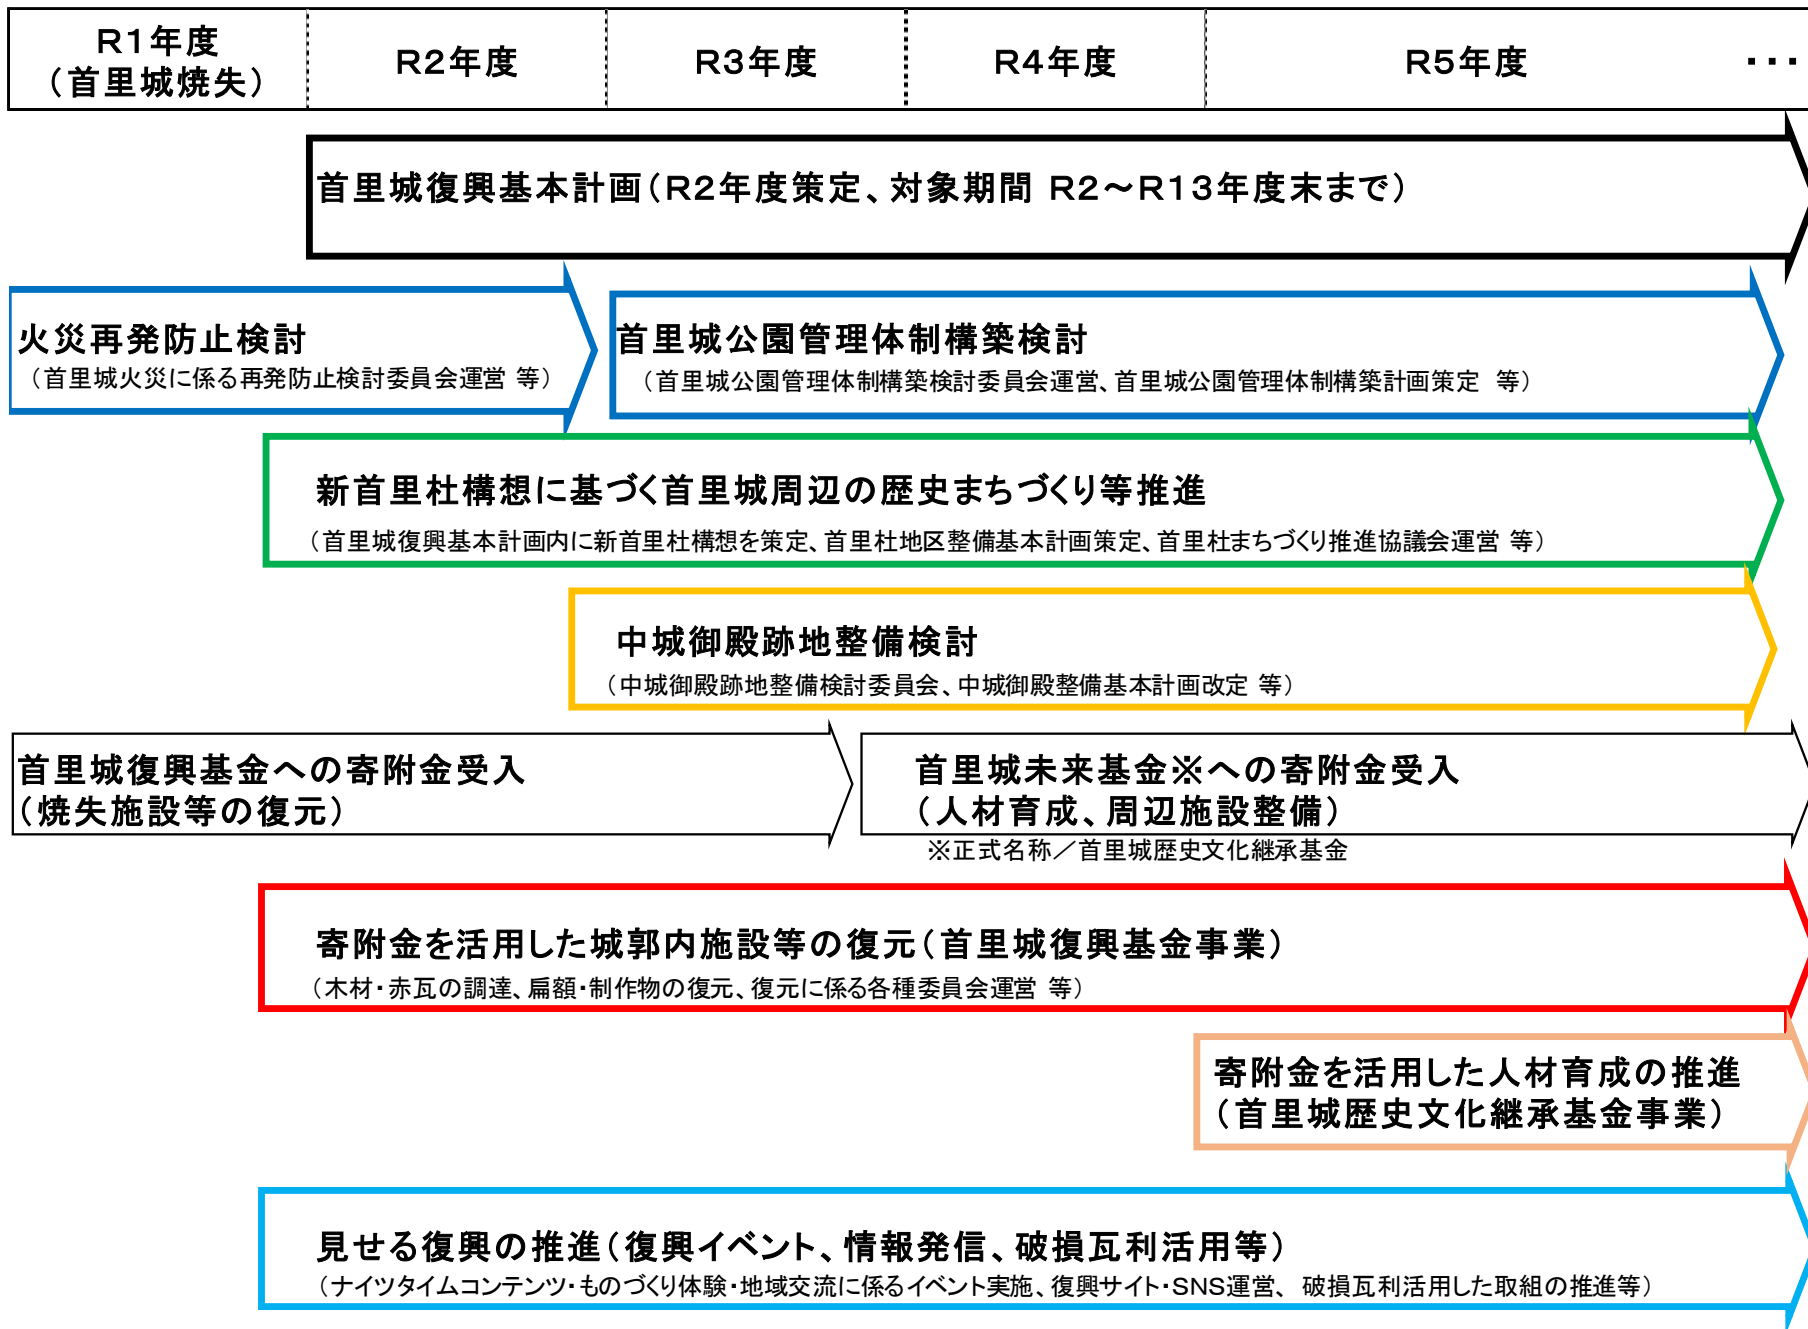 R1年度
（首里城焼失）
R2年度
R3年度
R4年度
R5年度
･･･
首里城復興基本計画（R2年度策定、対象期間 R2～R13年度末まで）
火災再発防止検討
（首里城火災に係る再発防止検討委員会運営 等）
首里城公園管理体制構築検討
（首里城公園管理体制構築検討委員会運営、首里城公園管理体制構築計画策定 等）
新首里杜構想に基づく首里城周辺の歴史まちづくり等推進
（首里城復興基本計画内に新首里杜構想を策定、首里杜地区整備基本計画策定、首里杜まちづくり推進協議会運営 等）
中城御殿跡地整備検討
（中城御殿跡地整備検討委員会、中城御殿整備基本計画改定 等）
首里城復興基金への寄附金受入
（焼失施設等の復元）
首里城未来基金※への寄附金受入
（人材育成、周辺施設整備）
※正式名称／首里城歴史文化継承基金
寄附金を活用した城郭内施設等の復元（首里城復興基金事業）
（木材・赤瓦の調達、扁額・制作物の復元、復元に係る各種委員会運営 等）
寄附金を活用した人材育成の推進
（首里城歴史文化継承基金事業）
見せる復興の推進（復興イベント、情報発信、破損瓦利活用等）
（ナイツタイムコンテンツ・ものづくり体験・地域交流に係るイベント実施、復興サイト・SNS運営、 破損瓦利活用した取組の推進等）